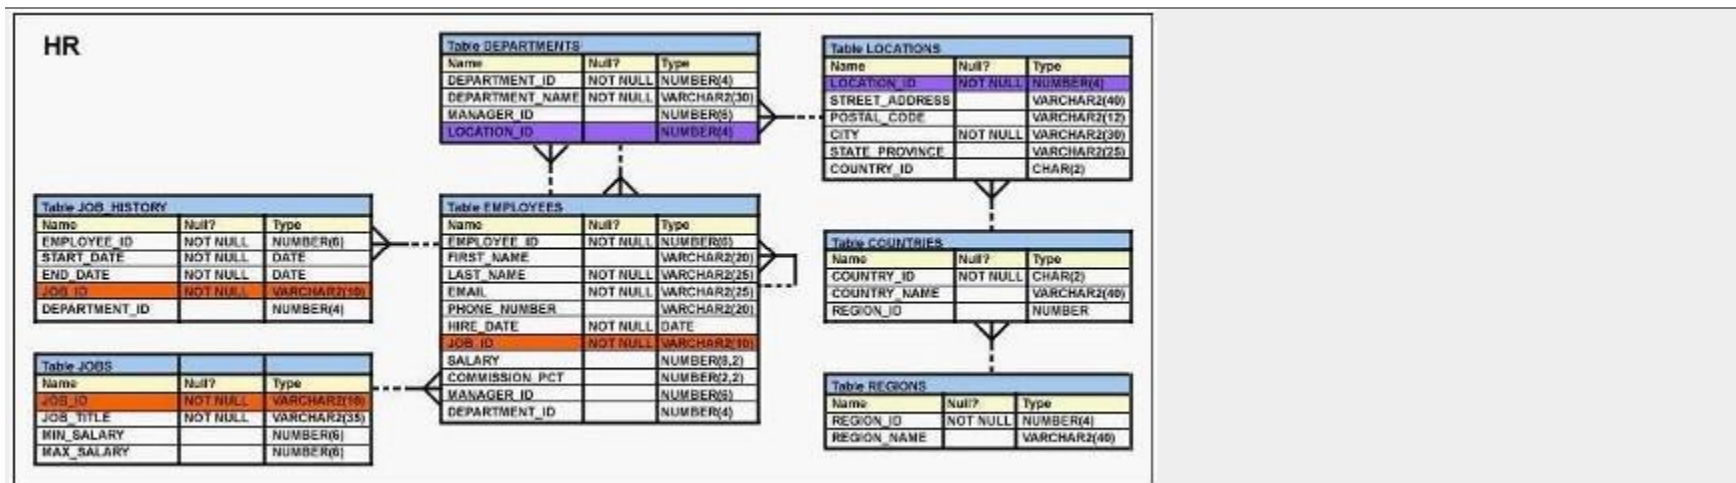 HR
Table DEPARTMENTS
Name Null? Type
DEPARTMENT_ID NOT NULL NUMBER(4)
DEPARTMENT_NAME NOT NULL VARCHAR2(30)
MANAGER_ID NUMBER(6)
LOCATION_ID NUMBER(4)
Table LOCATIONS
Name Null? Type
LOCATION_ID NOT NULL NUMBER(4)
STREET_ADDRESS VARCHAR2(40)
POSTAL_CODE VARCHAR2(12)
CITY NOT NULL VARCHAR2(30)
STATE_PROVINCE VARCHAR2(25)
COUNTRY_ID CHAR(2)
Table JOB_HISTORY
Name Null? Type
EMPLOYEE_ID NOT NULL NUMBER(6)
START_DATE NOT NULL DATE
END_DATE NOT NULL DATE
JOB_ID NOT NULL VARCHAR2(10)
DEPARTMENT_ID NUMBER(4)
Table EMPLOYEES
Name Null? Type
EMPLOYEE_ID NOT NULL NUMBER(6)
FIRST_NAME VARCHAR2(20)
LAST_NAME NOT NULL VARCHAR2(25)
EMAIL NOT NULL VARCHAR2(25)
PHONE_NUMBER VARCHAR2(20)
HIRE_DATE NOT NULL DATE
JOB_ID NOT NULL VARCHAR2(10)
SALARY NUMBER(8,2)
COMMISSION_PCT NUMBER(2,2)
MANAGER_ID NUMBER(6)
DEPARTMENT_ID NUMBER(4)
Table COUNTRIES
Name Null? Type
COUNTRY_ID NOT NULL CHAR(2)
COUNTRY_NAME VARCHAR2(40)
REGION_ID NUMBER
Table JOBS
Name Null? Type
JOB_ID NOT NULL VARCHAR2(10)
JOB_TITLE NOT NULL VARCHAR2(35)
MIN_SALARY NUMBER(6)
MAX_SALARY NUMBER(6)
Table REGIONS
Name Null? Type
REGION_ID NOT NULL NUMBER(4)
REGION_NAME VARCHAR2(40)